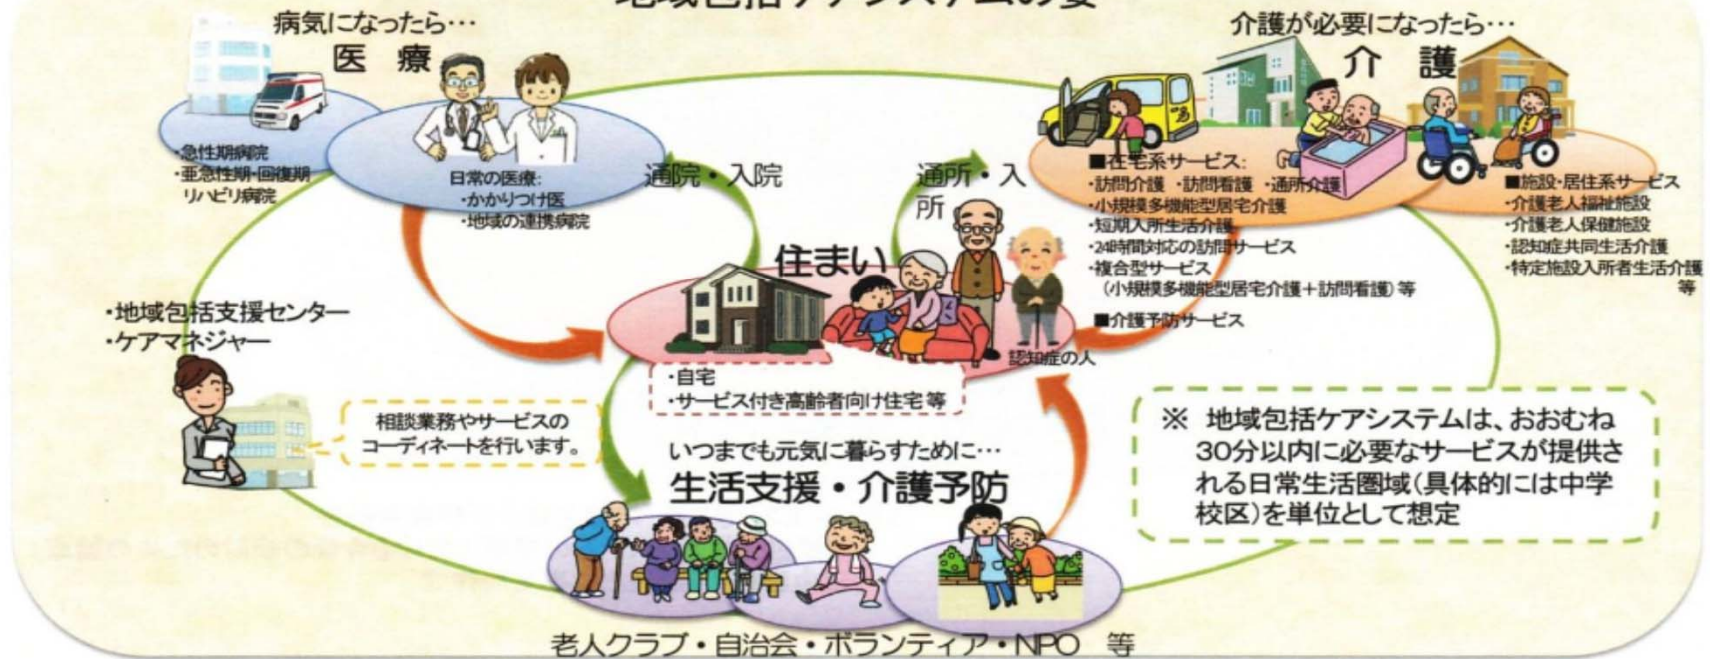 地域包括ケアシステムの姿
病気になったら…
医 療
・急性期病院
・亜急性期・回復期
リハビリ病院
日常の医療:
・かかりつけ医
・地域の連携病院
通院・入院
通所・入
所
介護が必要になったら…
介 護
■在宅系サービス:
・訪問介護 ・訪問看護 ・通所介護
・小規模多機能型居宅介護
・短期入所生活介護
・24時間対応の訪問サービス
・複合型サービス
(小規模多機能型居宅介護+訪問看護)等
■介護予防サービス
■施設・居住系サービス
・介護老人福祉施設
・介護老人保健施設
・認知症共同生活介護
・特定施設入所者生活介護
等
住まい
認知症の人
・自宅
・サービス付き高齢者向け住宅 等
・地域包括支援センター
・ケアマネジャー
相談業務やサービスの
コーディネートを行います。
いつまでも元気に暮らすために…
生活支援・介護予防
老人クラブ・自治会・ボランティア・NPO 等
※ 地域包括ケアシステムは、おおむね
30分以内に必要なサービスが提供さ
れる日常生活圏域(具体的には中学
校区)を単位として想定